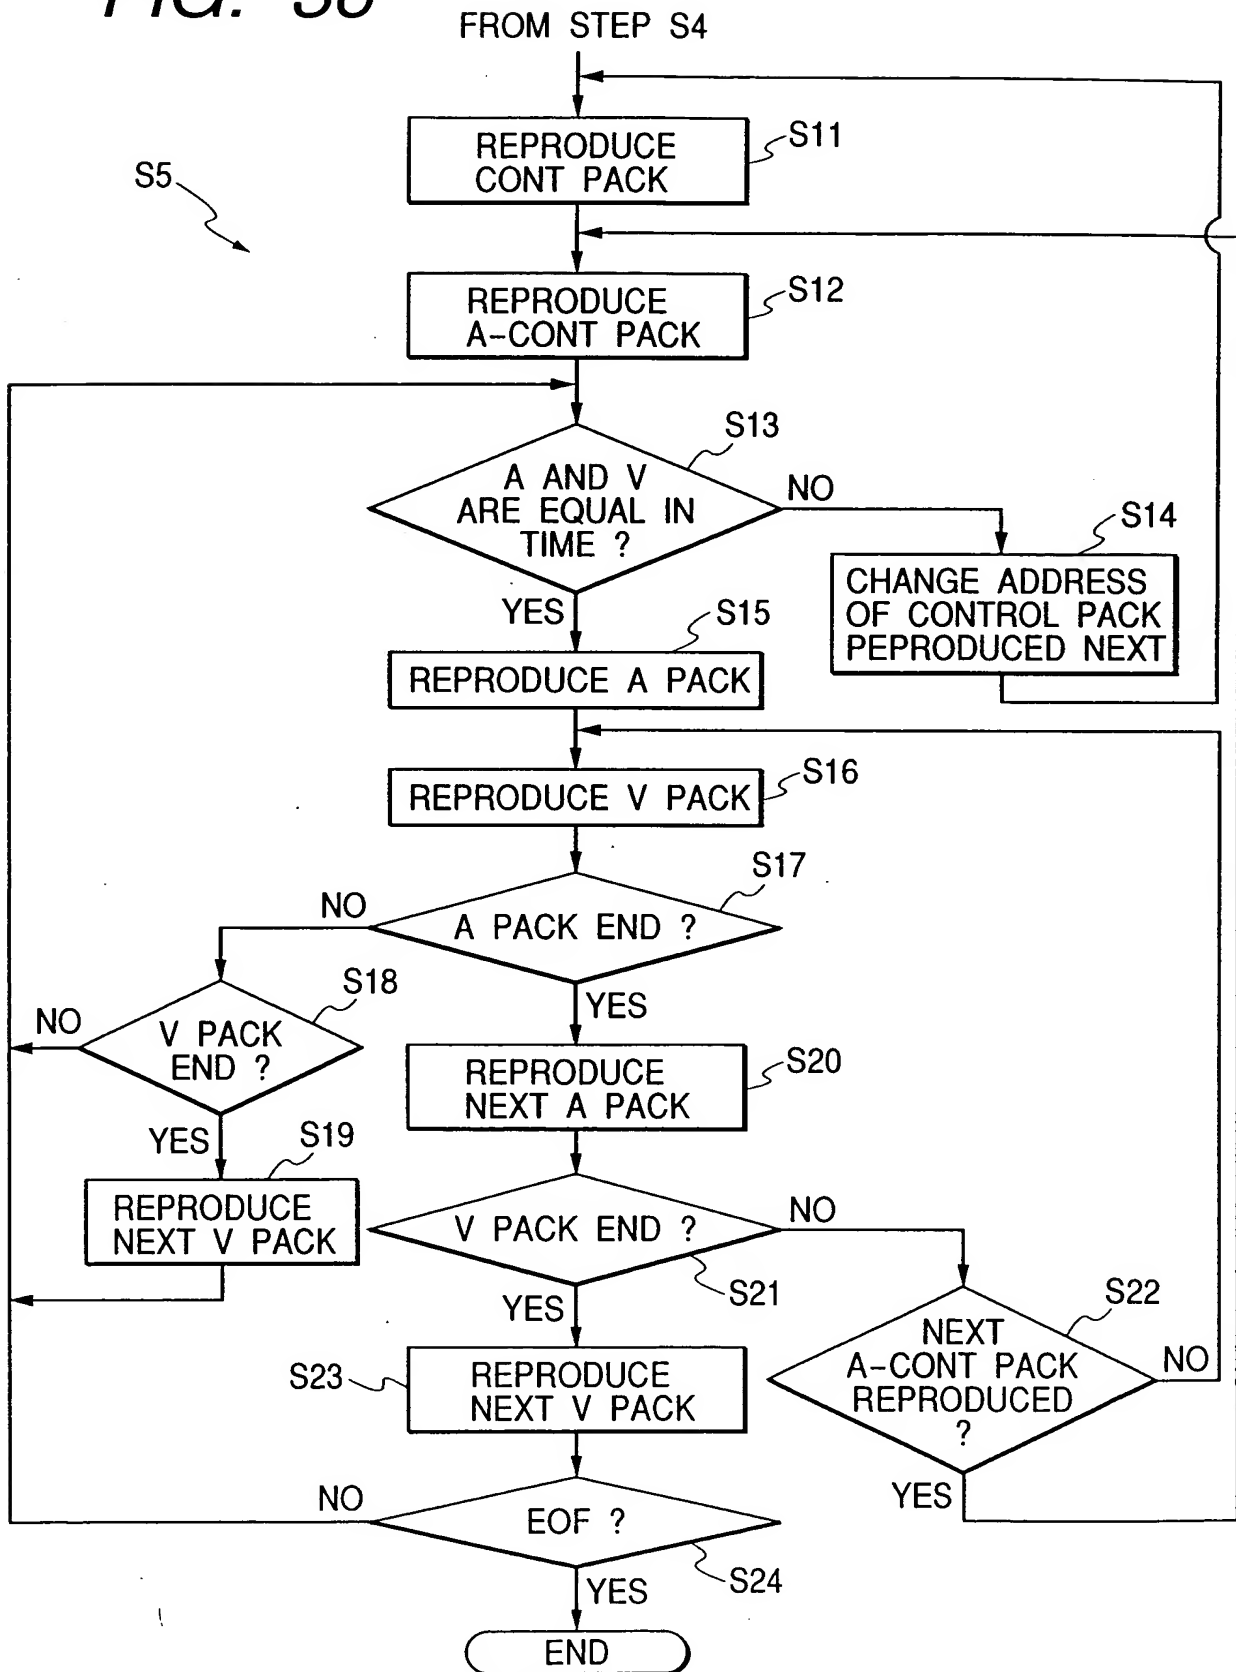 FROM STEP S4
REPRODUCE
CONT PACK
S11
S5
REPRODUCE
A-CONT PACK
S12
A AND V
ARE EQUAL IN
TIME ?
S13
NO
S14
CHANGE ADDRESS
OF CONTROL PACK
PEPRODUCED NEXT
YES
S15
REPRODUCE A PACK
S16
REPRODUCE V PACK
S17
A PACK END ?
NO
YES
S18
V PACK
END ?
NO
YES
S19
REPRODUCE
NEXT V PACK
S20
REPRODUCE
NEXT A PACK
V PACK END ?
NO
S21
YES
S22
NEXT
A-CONT PACK
REPRODUCED
?
NO
YES
S23
REPRODUCE
NEXT V PACK
EOF ?
NO
S24
YES
END